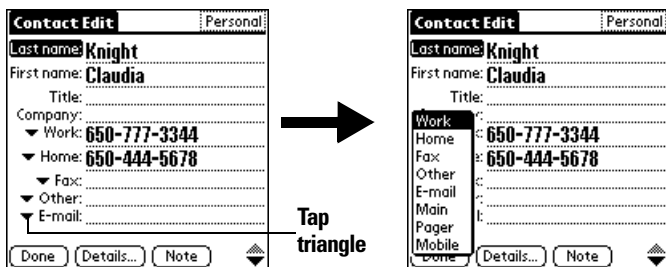 Contact Edit Personal
Last name: Knight
First name: Claudia
Title:
Company:
Work: 650-777-3344
Home: 650-444-5678
Fax:
Other:
E-mail:
Done Details... Note
Tap
triangle
Contact Edit Personal
Last name: Knight
First name: Claudia
Title:
Work
Home
Fax
Other
E-mail
Main
Pager
Mobile
650-777-3344
650-444-5678
Done Details... Note